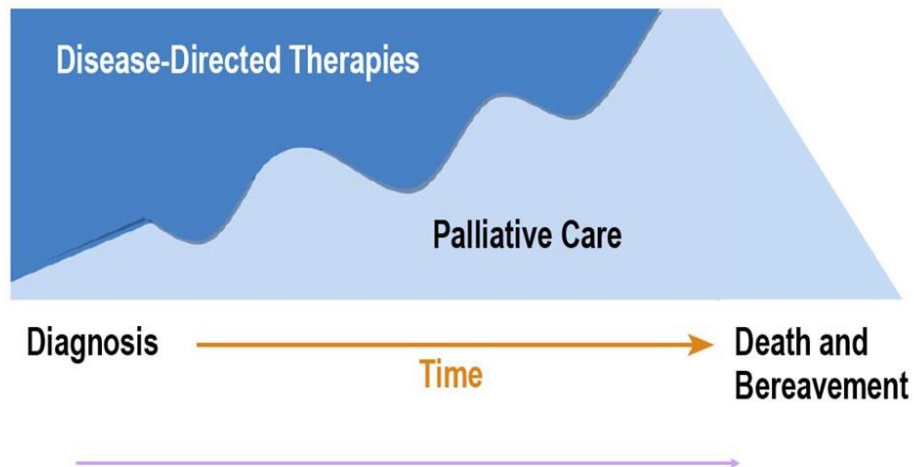 Disease-Directed Therapies
Palliative Care
Diagnosis
Time
Death and
Bereavement